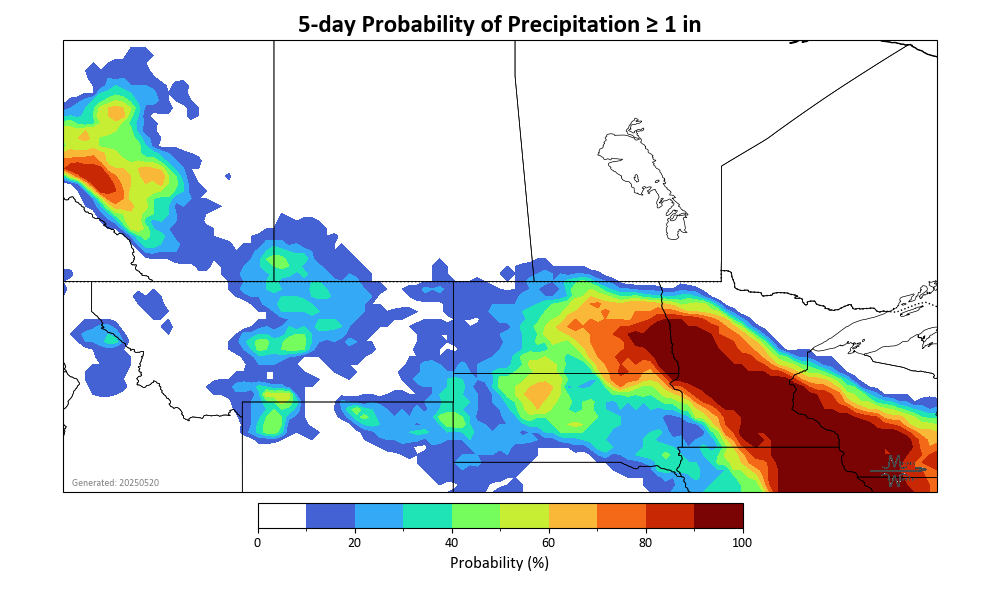 5-day Probability of Precipitation ≥ 1 in
Generated: 20250520
0 20 40 60 80 100
Probability (%)